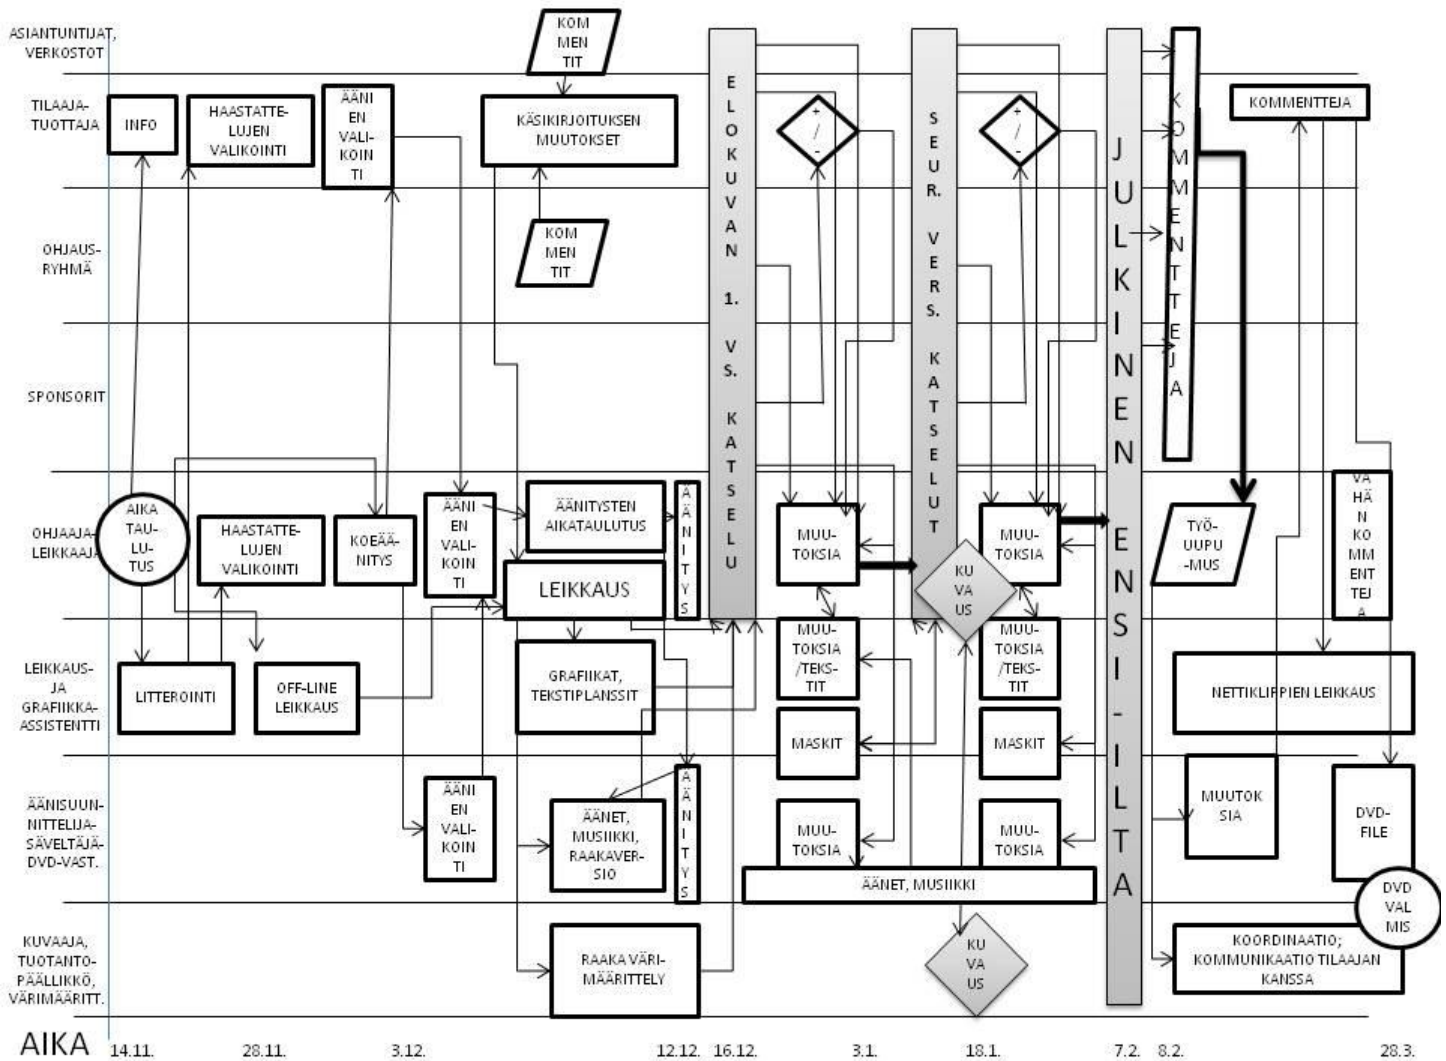 ASIANTUNTIJAT,
VERKOSTOT
TILAAJA-
TUOTTAJA
OHJAUS-
RYHMÄ
SPONSORIT
OHJAAJA-
LEIKKAAJA
LEIKKAUS-
JA
GRAFIIKKA-
ASSISTENTTI
ÄÄNISUUN-
NITTELIJA-
SÄVELTÄJÄ-
DVD-VAST.
KUVAAJA,
TUOTANTO-
PÄÄLLIKKÖ,
VÄRIMÄÄRITT.
KOM
MEN
TIT
INFO
HAASTATTE-
LUJEN
VALIKOINTI
ÄÄNI
EN
VALI-
KOIN
TI
KÄSIKIRJOITUKSEN
MUUTOKSET
KOM
MEN
TIT
AIKA
TAU-
LU-
TUS
HAASTATTE-
LUJEN
VALIKOINTI
KOEÄÄ-
NITYS
ÄÄNI
EN
VALI-
KOIN
TI
ÄÄNITYSTEN
AIKATAULUTUS
ÄÄNITYS
LEIKKAUS
LITTEROINTI
OFF-LINE
LEIKKAUS
GRAFIIKAT,
TEKSTIPLANSSIT
ÄÄNI
EN
VALI-
KOIN
TI
ÄÄNET,
MUSIIKKI,
RAAKAVER-
SIO
ÄÄNITYS
RAAKA VÄRI-
MÄÄRITTELY
ELOKUVAN 1. VS. KATSELU
+
/
-
MUU-
TOKSIA
MUU-
TOKSIA
/TEKS-
TIT
MASKIT
MUU-
TOKSIA
ÄÄNET, MUSIIKKI
SEUR. VERS. KATSELUT
KU
VA
US
KU
VA
US
+
/
-
MUU-
TOKSIA
MUU-
TOKSIA
/TEKS-
TIT
MASKIT
MUU-
TOKSIA
JULKINEN ENSI-ILTA
KOMMENTTEJA
KOMMENTTEJA
TYÖ-
UUPU
-MUS
VÄ
HÄN
KO
MM
ENT
TEJ
A
NETTIKLIPPIEN LEIKKAUS
MUUTOK
SIA
DVD-
FILE
DVD
VAL
MIS
KOORDINAATIO;
KOMMUNIKAATIO TILAAJAN
KANSSA
AIKA 14.11. 28.11. 3.12. 12.12. 16.12. 3.1. 18.1. 7.2. 8.2. 28.3.